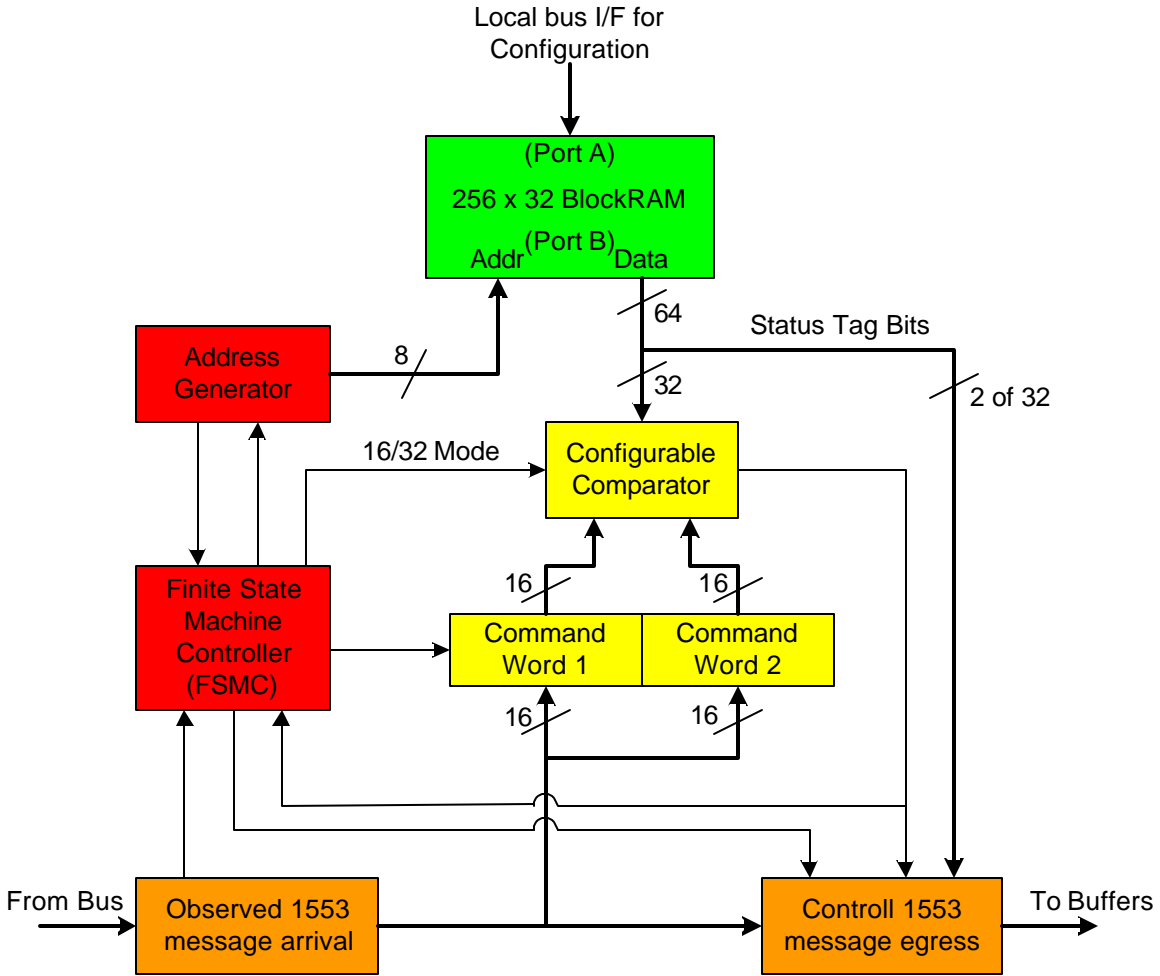 Local bus I/F for
Configuration
(Port A)
256 x 32 BlockRAM
(Port B)
Addr
Data
64
Status Tag Bits
Address
Generator
8
32
2 of 32
16/32 Mode
Configurable
Comparator
Finite State
Machine
Controller
(FSMC)
16
16
Command
Word 1
Command
Word 2
16
16
From Bus
Observed 1553
message arrival
Controll 1553
message egress
To Buffers